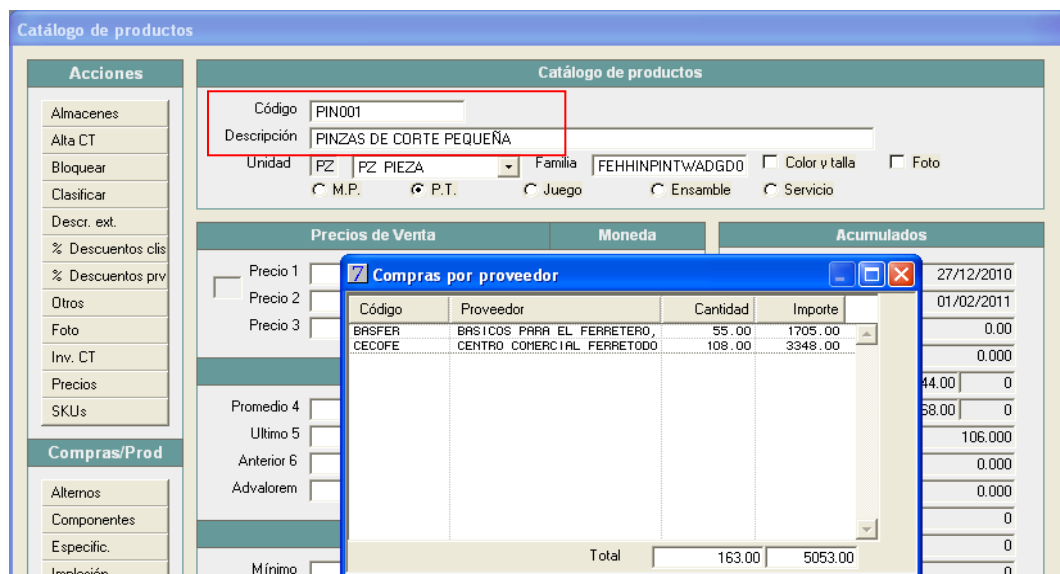 Catálogo de productos
Acciones
Almacenes
Alta CT
Bloquear
Clasificar
Descr. ext.
% Descuentos clis
% Descuentos prv
Otros
Foto
Inv. CT
Precios
SKUs
Compras/Prod
Alternos
Componentes
Especific.
Implosión
Catálogo de productos
Código PIN001
Descripción PINZAS DE CORTE PEQUEÑA
Unidad PZ PZ PIEZA Familia FEHHINPINTWADGD0 Color y talla Foto
M.P. P.T. Juego Ensamble Servicio
Precios de Venta Moneda Acumulados
Precio 1 27/12/2010
Precio 2 01/02/2011
Precio 3 0.00
0.000
44.00 0
Promedio 4 68.00 0
Ultimo 5 106.000
Anterior 6 0.000
Advalorem 0.000
0
0
Mínimo 0
7 Compras por proveedor
Código Proveedor Cantidad Importe
BASFER BASICOS PARA EL FERRETERO, 55.00 1705.00
CECOFE CENTRO COMERCIAL FERRETODO 108.00 3348.00
Total 163.00 5053.00